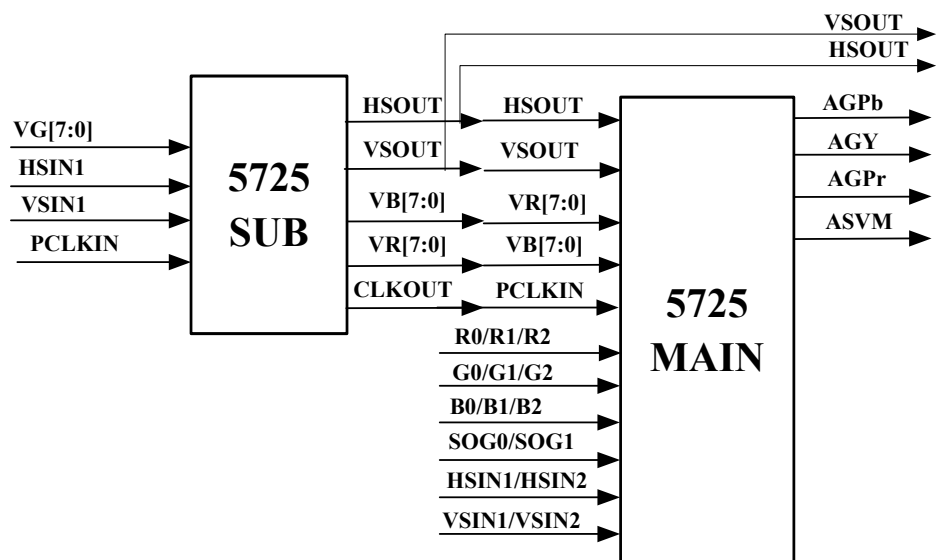 VSOUT
HSOUT
VG[7:0]
HSIN1
VSIN1
PCLKIN
5725
SUB
HSOUT
VSOUT
VB[7:0]
VR[7:0]
CLKOUT
HSOUT
VSOUT
VR[7:0]
VB[7:0]
PCLKIN
R0/R1/R2
G0/G1/G2
B0/B1/B2
SOG0/SOG1
HSIN1/HSIN2
VSIN1/VSIN2
5725
MAIN
AGPb
AGY
AGPr
ASVM